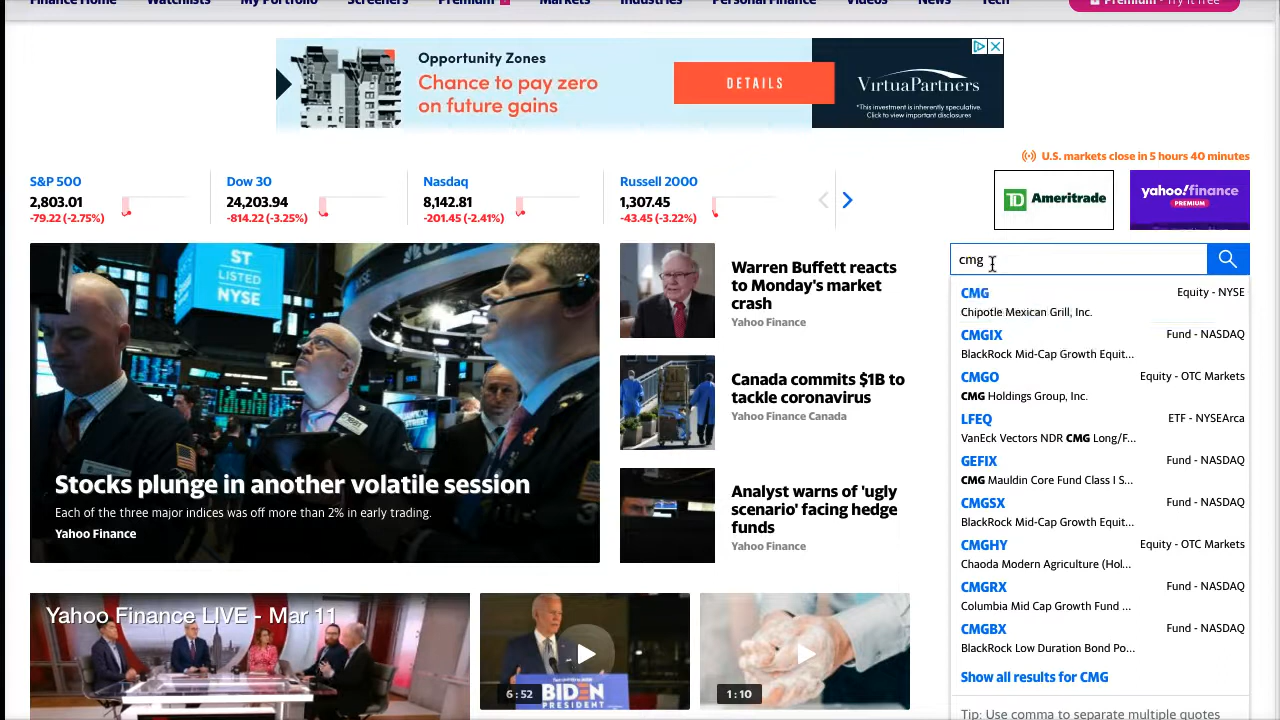 Finance Home Watchlists My Portfolio Screeners Premium Markets Industries Personal Finance Videos News Tech
Premium - Try it free
Opportunity Zones
Chance to pay zero
on future gains
DETAILS
VirtuaPartners
*This investment is inherently speculative.
Click to view important disclosures
U.S. markets close in 5 hours 40 minutes
S&P 500
2,803.01
-79.22 (-2.75%)
Dow 30
24,203.94
-814.22 (-3.25%)
Nasdaq
8,142.81
-201.45 (-2.41%)
Russell 2000
1,307.45
-43.45 (-3.22%)
TD Ameritrade
yahoo!finance
PREMIUM
ST
LISTED
NYSE
Stocks plunge in another volatile session
Each of the three major indices was off more than 2% in early trading.
Yahoo Finance
Warren Buffett reacts
to Monday's market
crash
Yahoo Finance
Canada commits $1B to
tackle coronavirus
Yahoo Finance Canada
Analyst warns of 'ugly
scenario' facing hedge
funds
Yahoo Finance
cmg
CMG Equity - NYSE
Chipotle Mexican Grill, Inc.
CMGIX Fund - NASDAQ
BlackRock Mid-Cap Growth Equit...
CMGO Equity - OTC Markets
CMG Holdings Group, Inc.
LFEQ ETF - NYSEArca
VanEck Vectors NDR CMG Long/F...
GEFIX Fund - NASDAQ
CMG Mauldin Core Fund Class I S...
CMGSX Fund - NASDAQ
BlackRock Mid-Cap Growth Equit...
CMGHY Equity - OTC Markets
Chaoda Modern Agriculture (Hol...
CMGRX Fund - NASDAQ
Columbia Mid Cap Growth Fund ...
CMGBX Fund - NASDAQ
BlackRock Low Duration Bond Po...
Show all results for CMG
Tip: Use comma to separate multiple quotes
Yahoo Finance LIVE - Mar 11
6:52
BIDEN
PRESIDENT
1:10